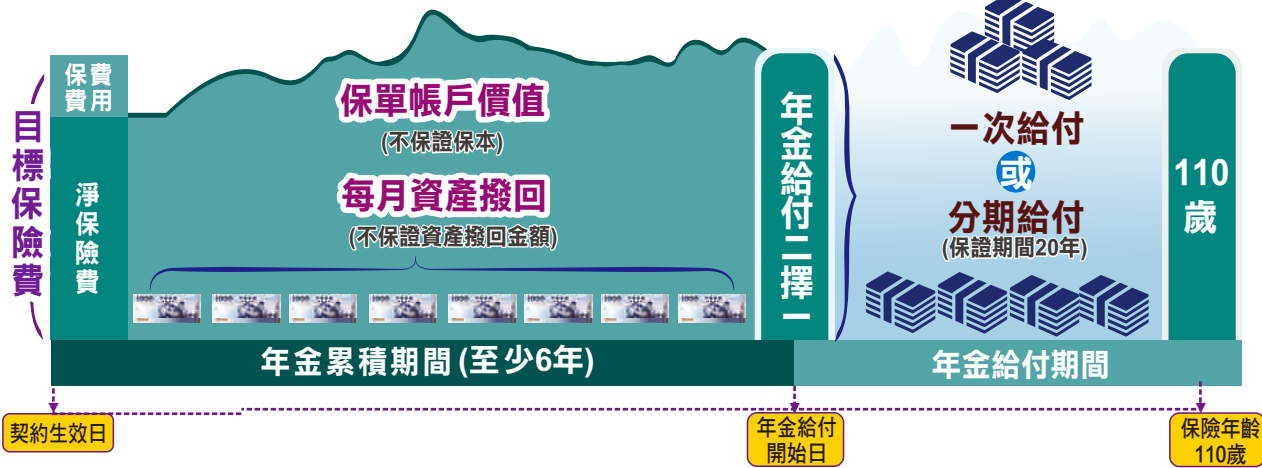 目標保險費
保費
費用
淨保險費
保單帳戶價值
(不保證保本)
每月資產撥回
(不保證資產撥回金額)
年金給付二擇一
一次給付
或
分期給付
(保證期間20年)
110
歲
年金累積期間(至少6年)
年金給付期間
契約生效日
年金給付
開始日
保險年齡
110歲